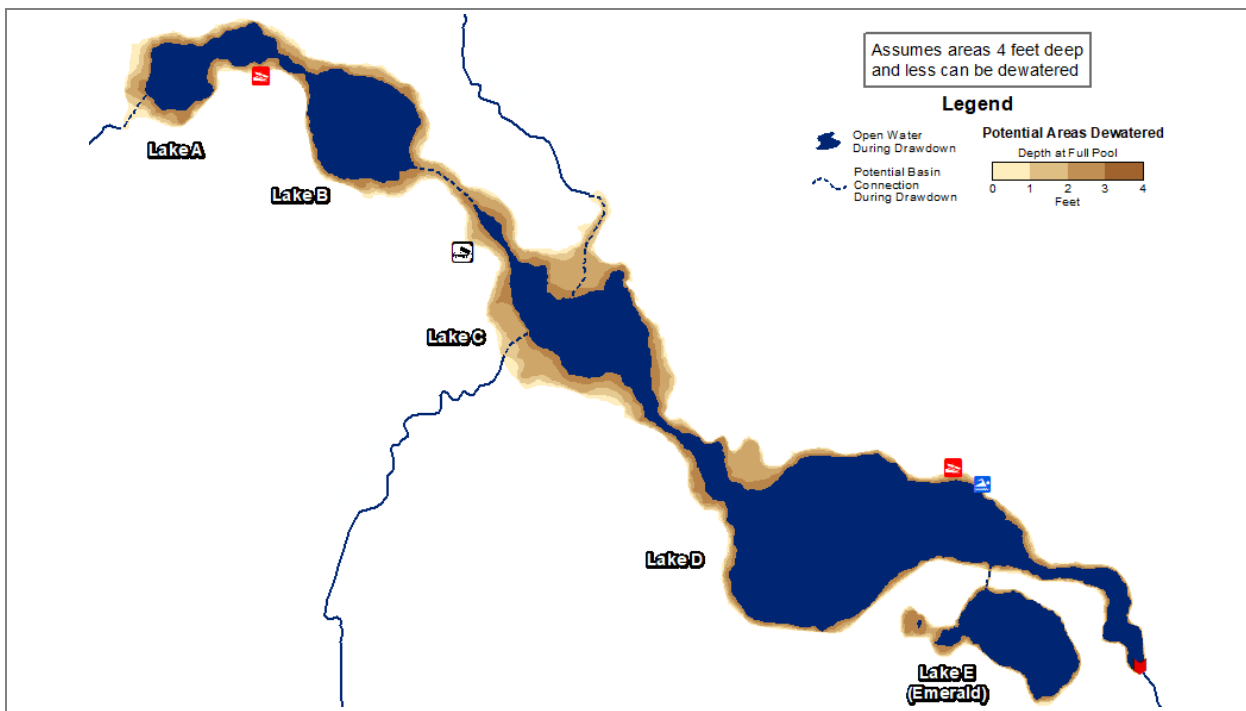 Assumes areas 4 feet deep
and less can be dewatered
Legend
Open Water
During Drawdown
Potential Basin
Connection
During Drawdown
Potential Areas Dewatered
Depth at Full Pool
0 1 2 3 4
Feet
Lake A
Lake B
Lake C
Lake D
Lake E
(Emerald)